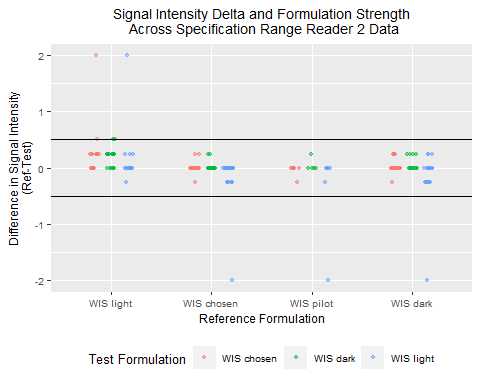 Signal Intensity Delta and Formulation Strength
Across Specification Range Reader 2 Data
Difference in Signal Intensity
(Ref-Test)
2
1
0
-1
-2
WIS light
WIS chosen
WIS pilot
WIS dark
Reference Formulation
Test Formulation
WIS chosen
WIS dark
WIS light